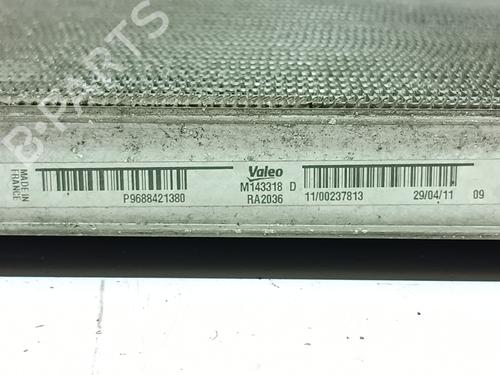 B-PARTS
MADE IN
FRANCE
P9688421380
Valeo
M143318 D
RA2036
11/00237813
29/04/11
09